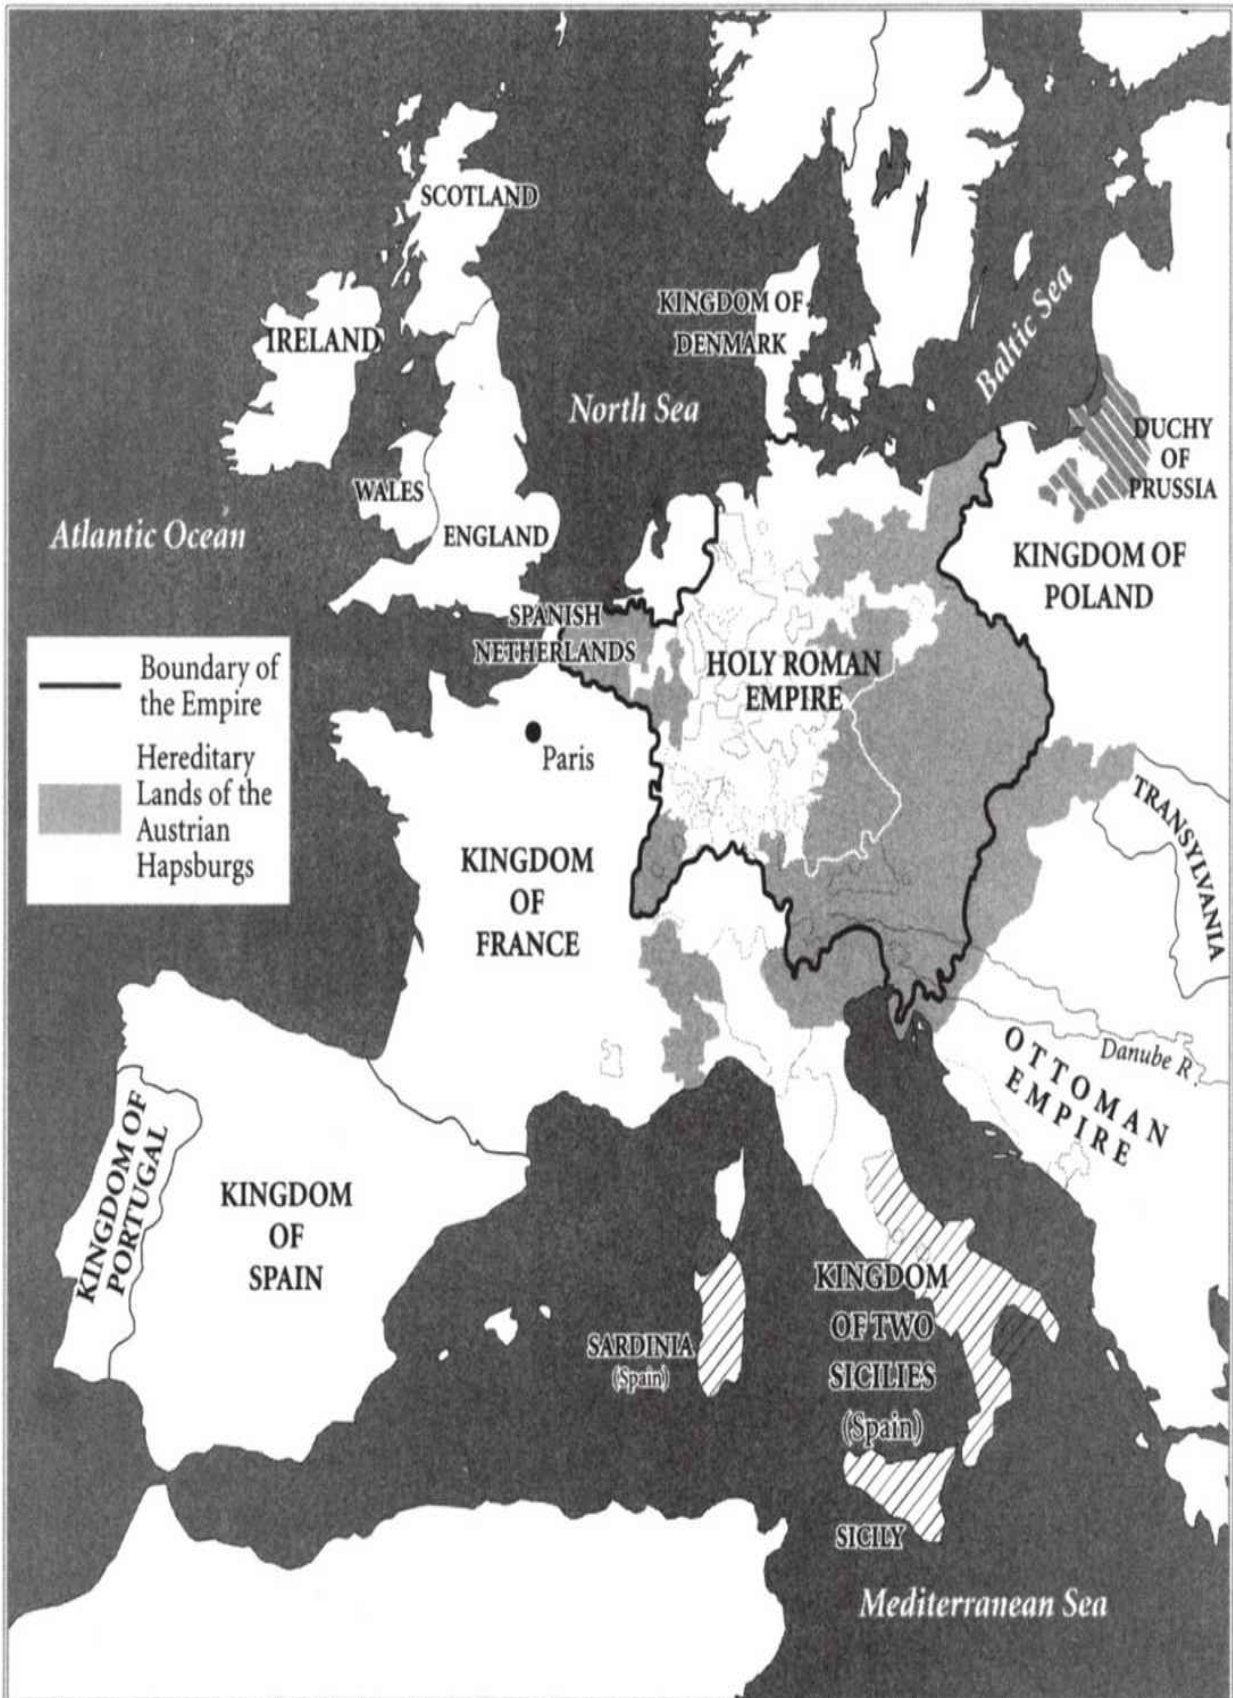 SCOTLAND
IRELAND
KINGDOM OF
DENMARK
Baltic Sea
North Sea
DUCHY
OF
PRUSSIA
WALES
ENGLAND
Atlantic Ocean
KINGDOM OF
POLAND
SPANISH
NETHERLANDS
HOLY ROMAN
EMPIRE
Boundary of
the Empire
Hereditary
Lands of the
Austrian
Hapsburgs
Paris
TRANSYLVANIA
KINGDOM
OF
FRANCE
OTTOMAN
EMPIRE
Danube R.
KINGDOM OF
PORTUGAL
KINGDOM
OF
SPAIN
SARDINIA
(Spain)
KINGDOM
OF TWO
SICILIES
(Spain)
SICILY
Mediterranean Sea